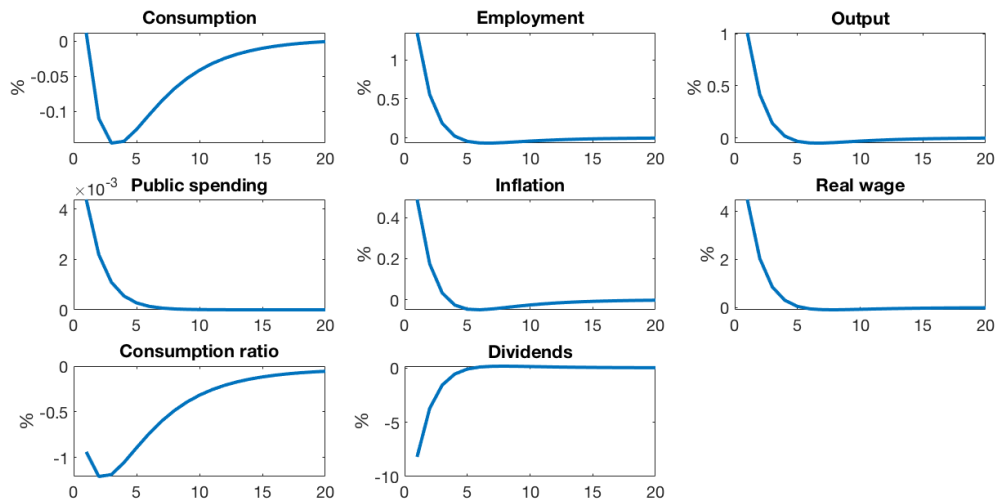 Consumption
Employment
Output
0
-0.05
-0.1
%
0 5 10 15 20
1
0.5
0
%
0 5 10 15 20
1
0.5
0
%
0 5 10 15 20
Public spending
Inflation
Real wage
×10⁻³
4
2
0
0 5 10 15 20
0.4
0.2
0
%
0 5 10 15 20
4
2
0
%
0 5 10 15 20
Consumption ratio
Dividends
0
-0.5
-1
%
0 5 10 15 20
0
-5
-10
%
0 5 10 15 20